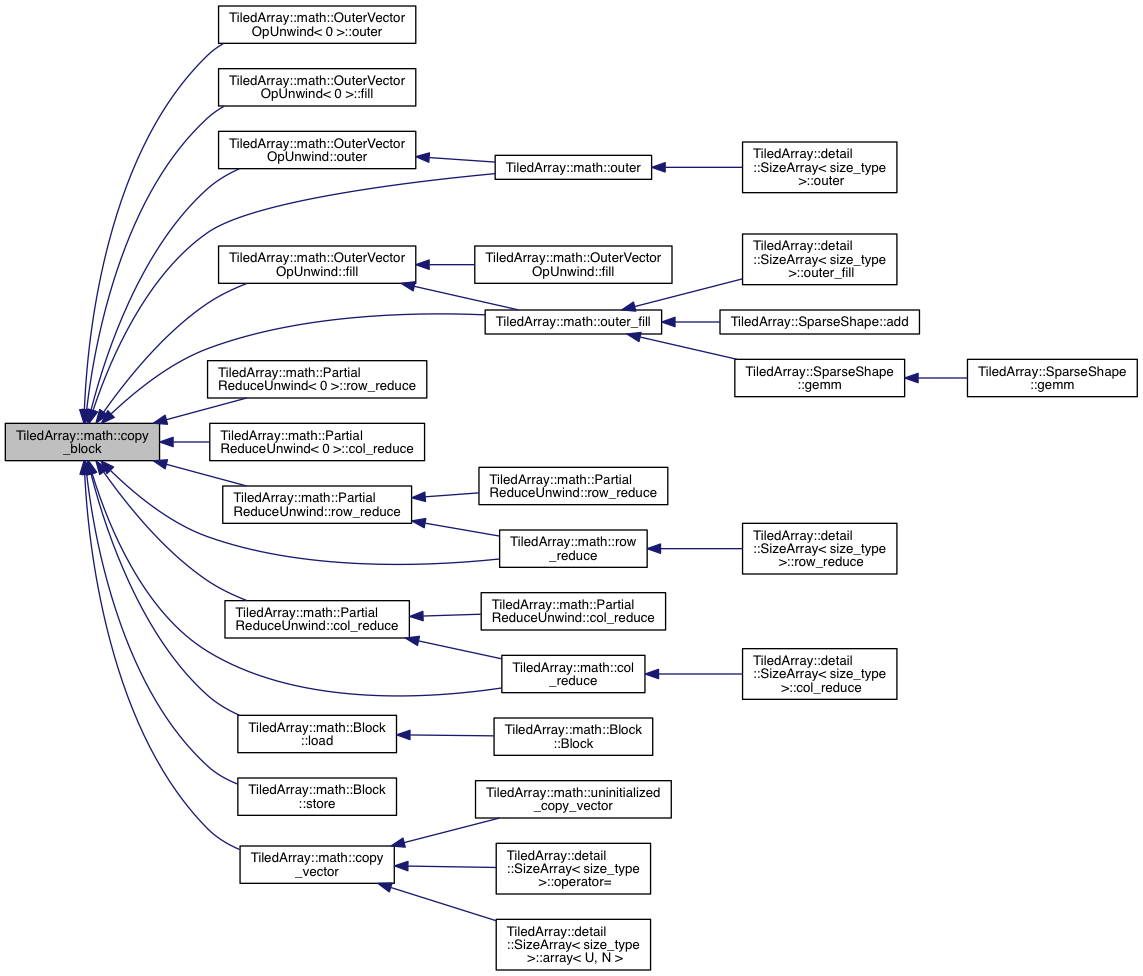 TiledArray::math::OuterVector
OpUnwind< 0 >::outer
TiledArray::math::OuterVector
OpUnwind< 0 >::fill
TiledArray::math::OuterVector
OpUnwind::outer
TiledArray::math::outer
TiledArray::detail
::SizeArray< size_type
>::outer
TiledArray::math::OuterVector
OpUnwind::fill
TiledArray::math::OuterVector
OpUnwind::fill
TiledArray::detail
::SizeArray< size_type
>::outer_fill
TiledArray::math::outer_fill
TiledArray::SparseShape::add
TiledArray::SparseShape
::gemm
TiledArray::SparseShape
::gemm
TiledArray::math::Partial
ReduceUnwind< 0 >::row_reduce
TiledArray::math::copy
_block
TiledArray::math::Partial
ReduceUnwind< 0 >::col_reduce
TiledArray::math::Partial
ReduceUnwind::row_reduce
TiledArray::math::Partial
ReduceUnwind::row_reduce
TiledArray::math::row
_reduce
TiledArray::detail
::SizeArray< size_type
>::row_reduce
TiledArray::math::Partial
ReduceUnwind::col_reduce
TiledArray::math::Partial
ReduceUnwind::col_reduce
TiledArray::math::col
_reduce
TiledArray::detail
::SizeArray< size_type
>::col_reduce
TiledArray::math::Block
::load
TiledArray::math::Block
::Block
TiledArray::math::Block
::store
TiledArray::math::uninitialized
_copy_vector
TiledArray::math::copy
_vector
TiledArray::detail
::SizeArray< size_type
>::operator=
TiledArray::detail
::SizeArray< size_type
>::array< U, N >